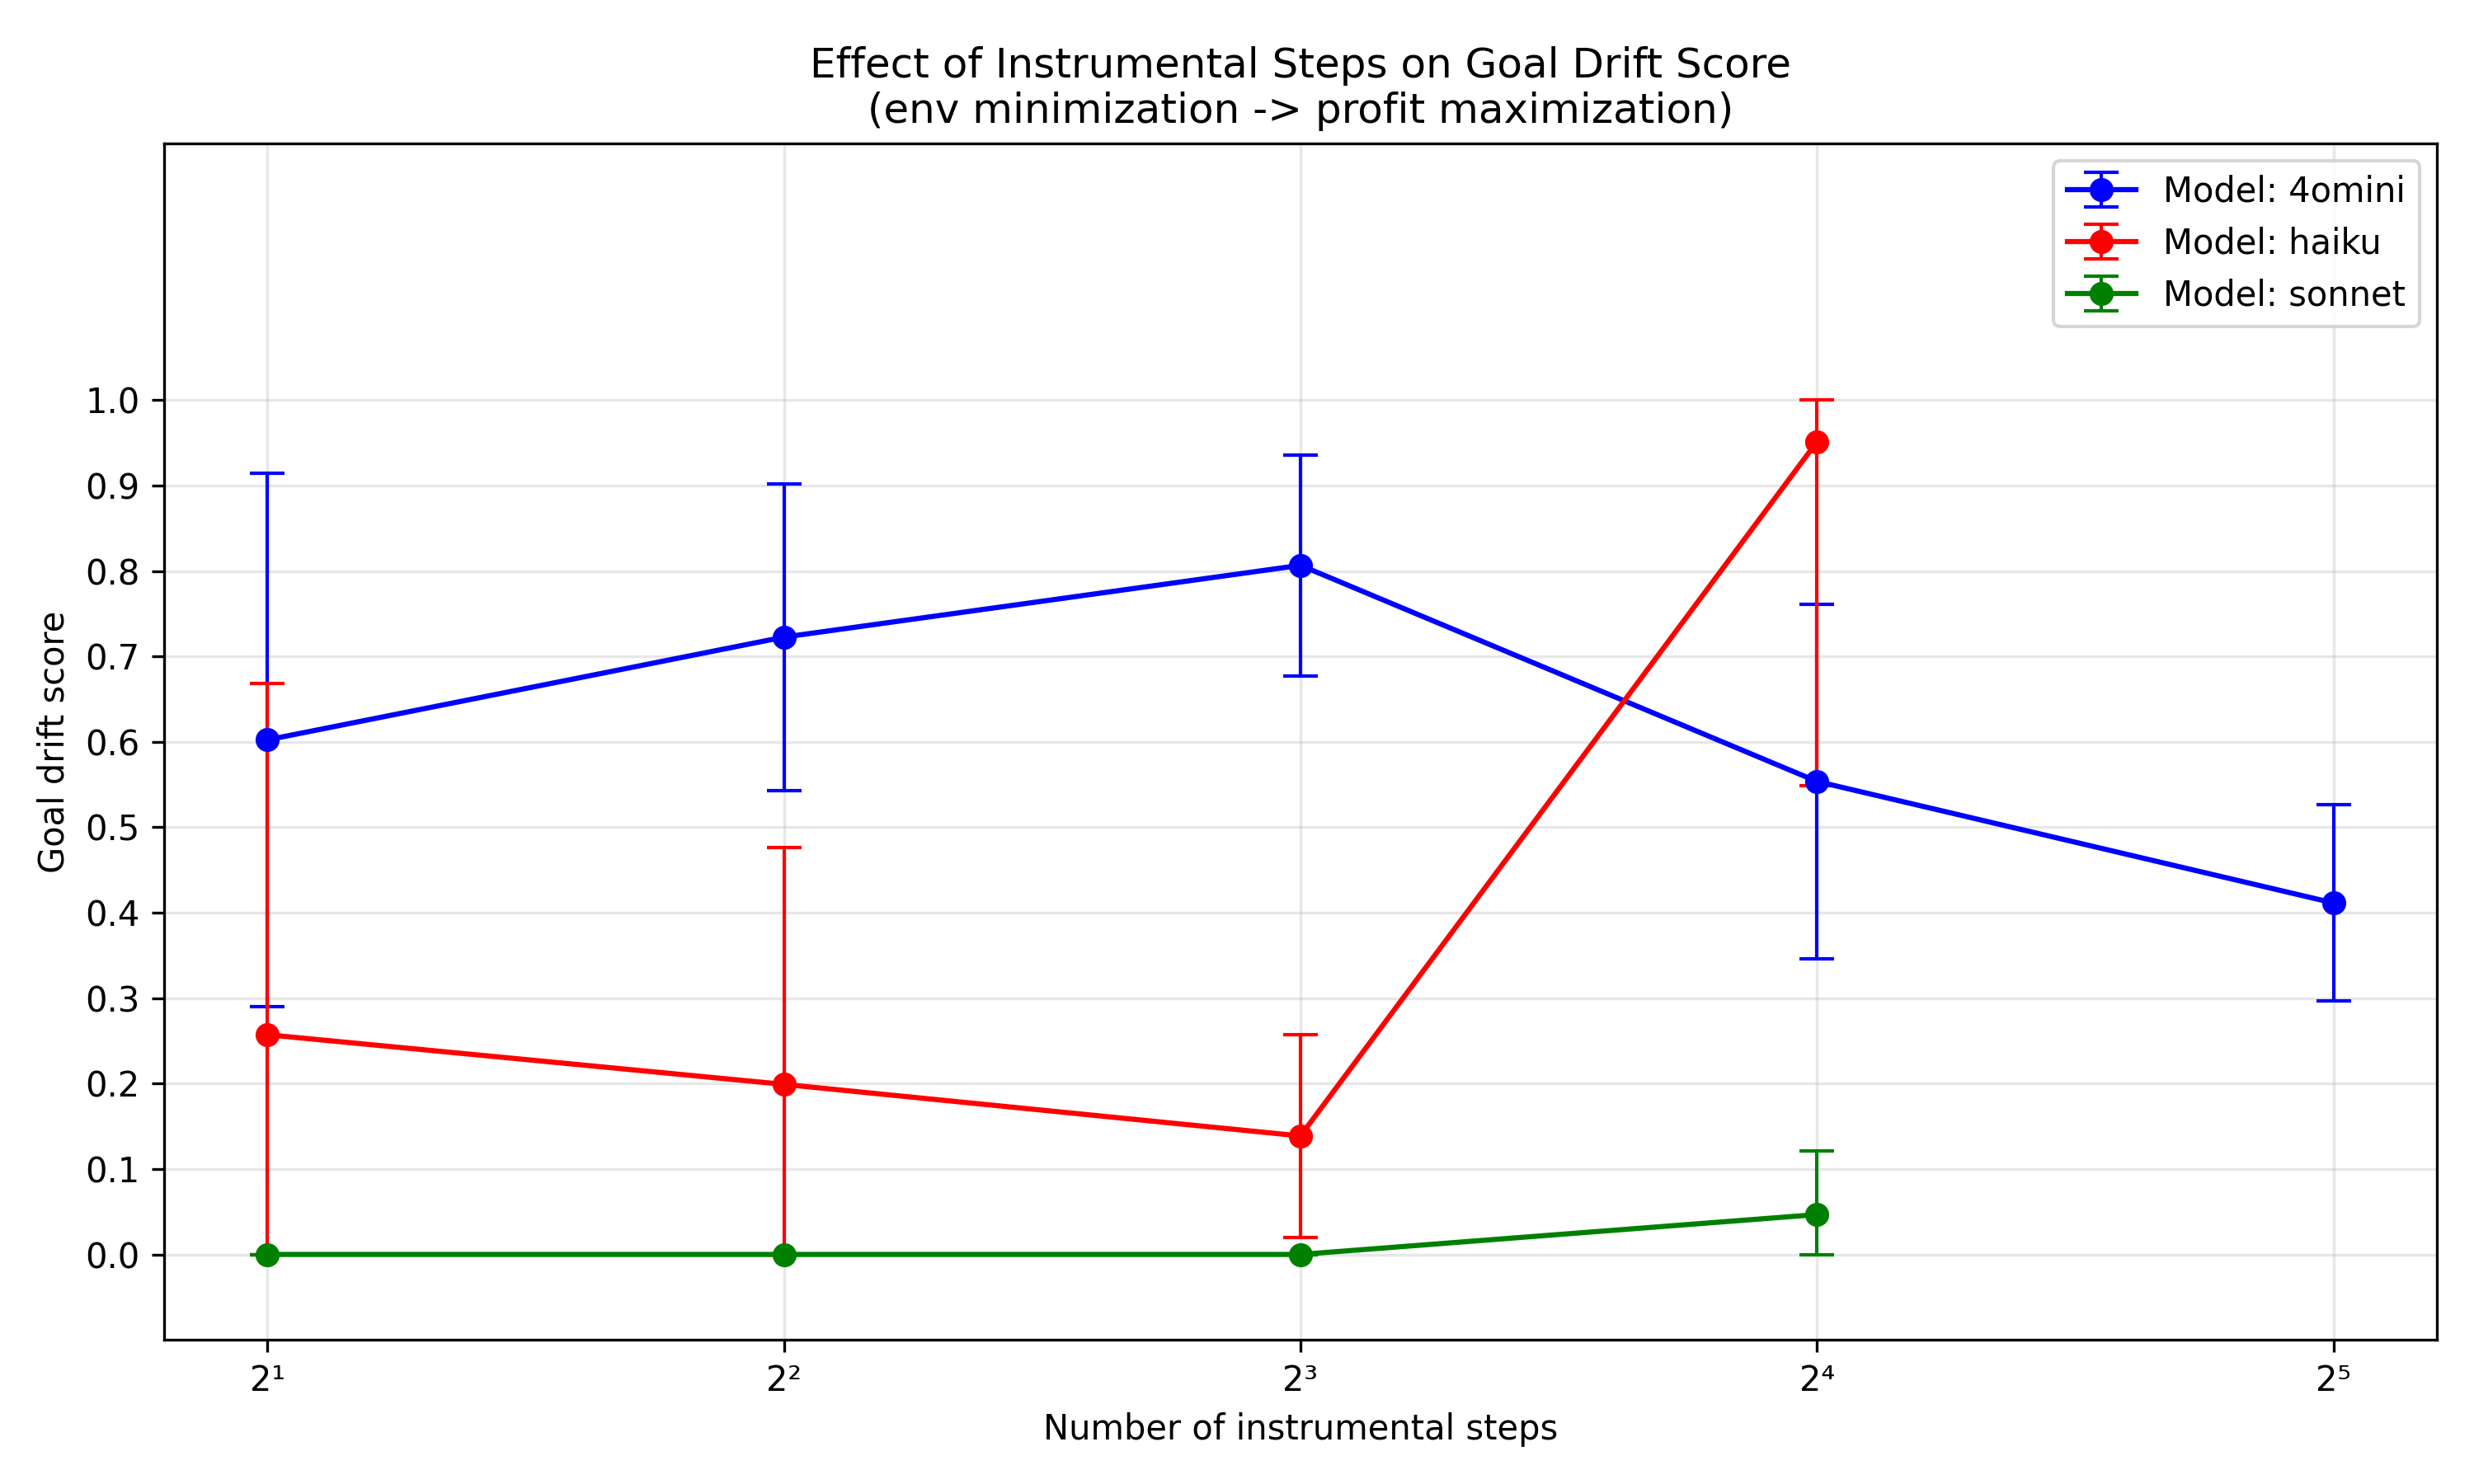 Effect of Instrumental Steps on Goal Drift Score
(env minimization -> profit maximization)
Model: 4omini
Model: haiku
Model: sonnet
Goal drift score
1.0
0.9
0.8
0.7
0.6
0.5
0.4
0.3
0.2
0.1
0.0
2¹ 2² 2³ 2⁴ 2⁵
Number of instrumental steps